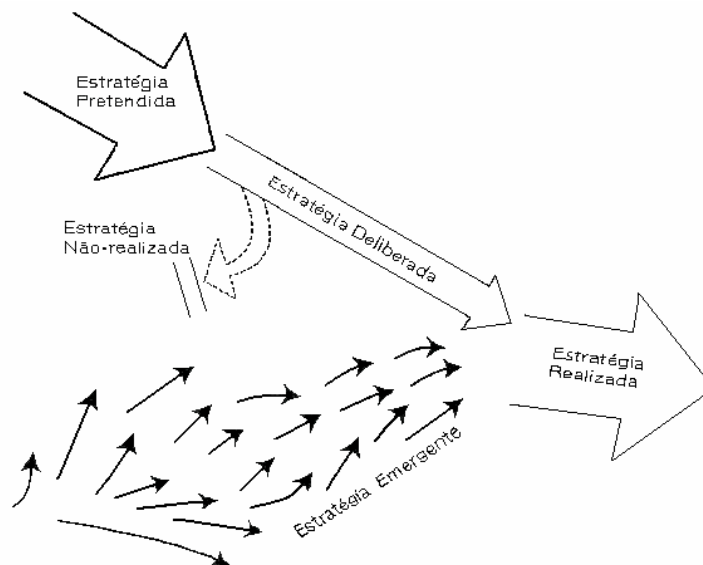 Estratégia
Pretendida
Estratégia Deliberada
Estratégia
Não-realizada
Estratégia
Realizada
Estratégia Emergente